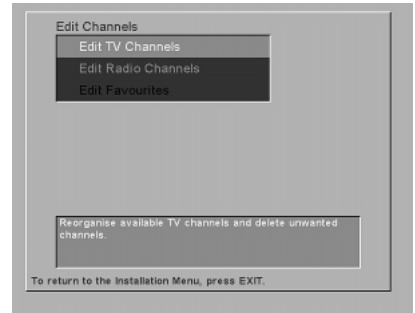 Edit Channels
Edit TV Channels
Edit Radio Channels
Edit Favourites
Reorganise available TV channels and delete unwanted
channels.
To return to the Installation Menu, press EXIT.